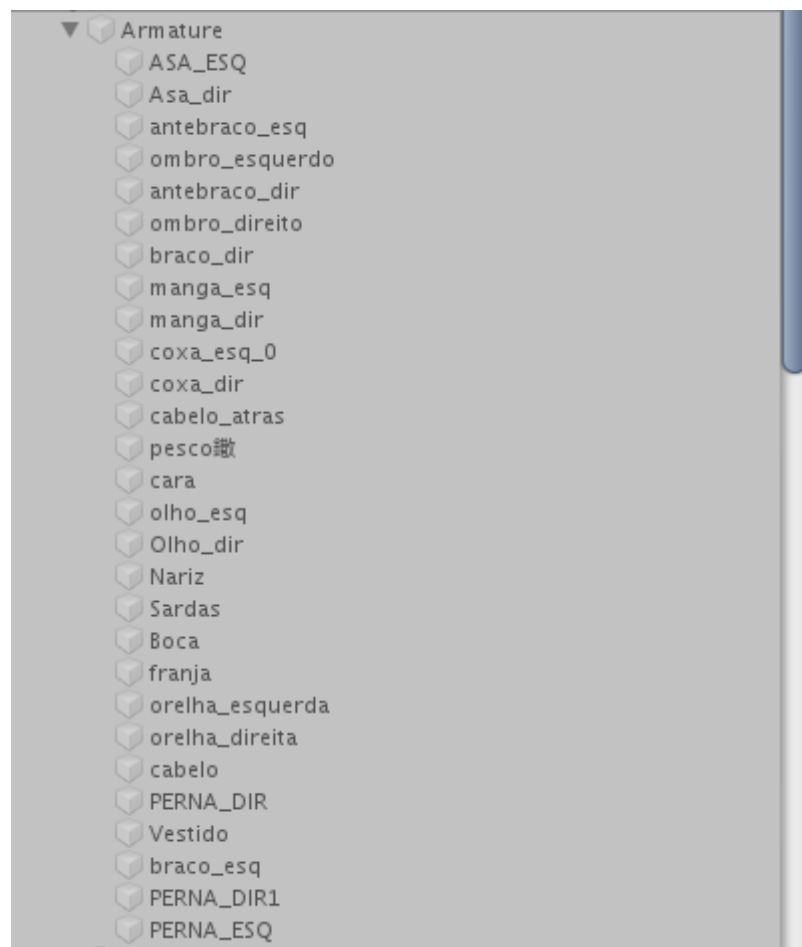 Armature
ASA_ESQ
Asa_dir
antebraco_esq
ombro_esquerdo
antebraco_dir
ombro_direito
braco_dir
manga_esq
manga_dir
coxa_esq_0
coxa_dir
cabelo_atras
cara
olho_esq
Olho_dir
Nariz
Sardas
Boca
franja
orelha_esquerda
orelha_direita
cabelo
PERNA_DIR
Vestido
braco_esq
PERNA_DIR1
PERNA_ESQ